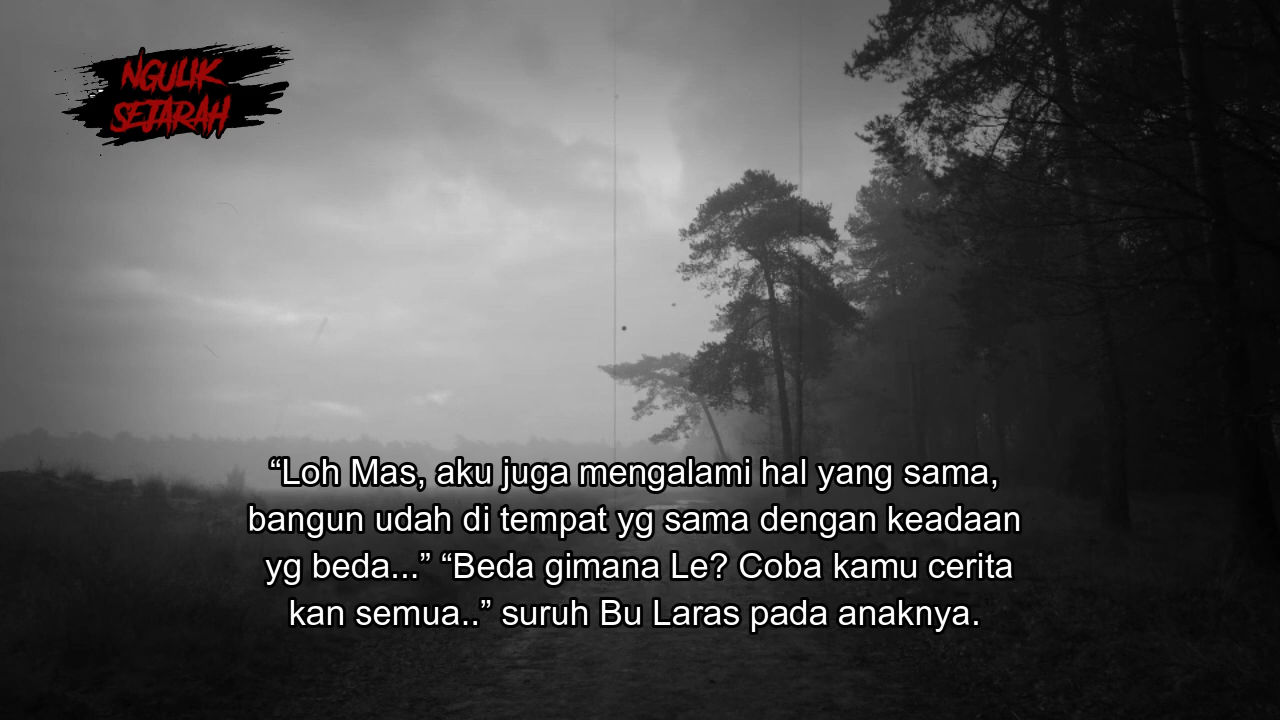 NGULIK
SEJARAH
“Loh Mas, aku juga mengalami hal yang sama,
bangun udah di tempat yg sama dengan keadaan
yg beda...” “Beda gimana Le? Coba kamu cerita
kan semua..” suruh Bu Laras pada anaknya.